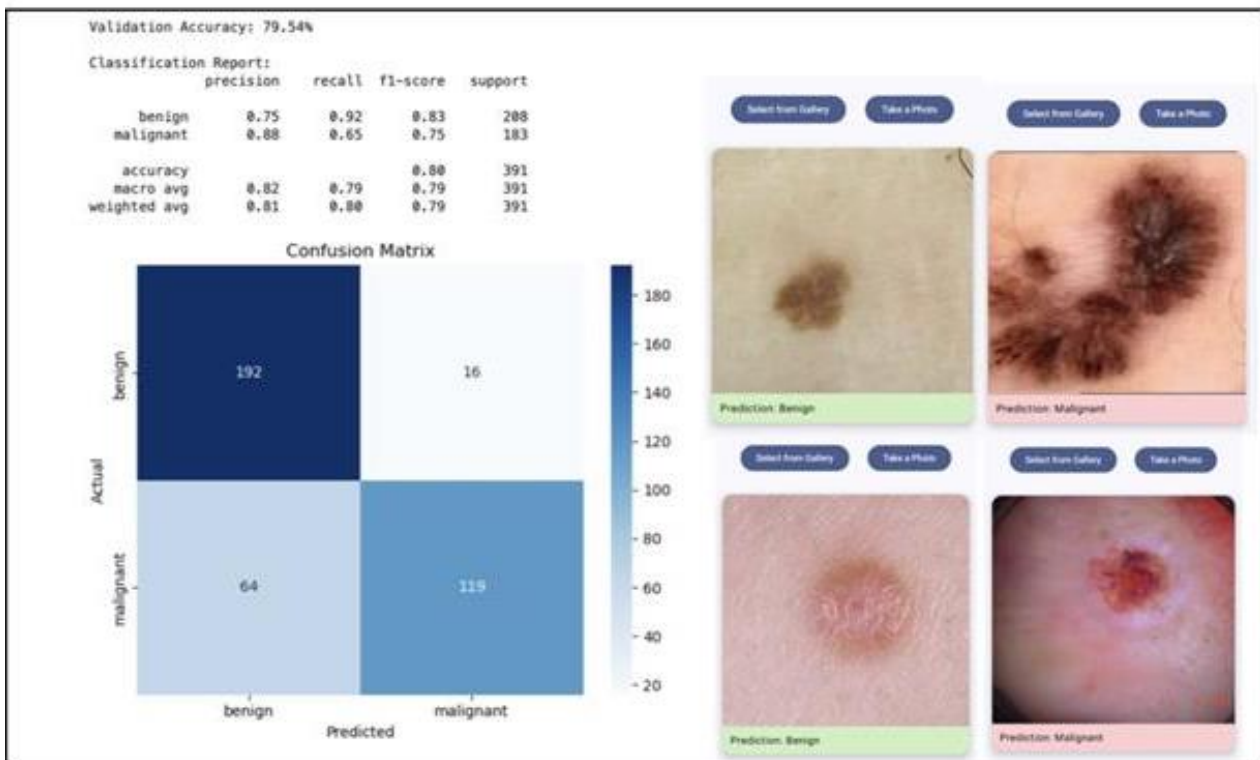 Validation Accuracy: 79.54%
Classification Report:
precision recall f1-score support
benign 0.75 0.92 0.83 208
malignant 0.88 0.65 0.75 183
accuracy 0.80 391
macro avg 0.82 0.79 0.79 391
weighted avg 0.81 0.80 0.79 391
Confusion Matrix
Actual
benign
malignant
192 16
64 119
benign malignant
Predicted
180
160
140
120
100
80
60
40
20
Select from Gallery Take a Photo
Prediction: Benign
Select from Gallery Take a Photo
Prediction: Malignant
Select from Gallery Take a Photo
Prediction: Benign
Select from Gallery Take a Photo
Prediction: Malignant